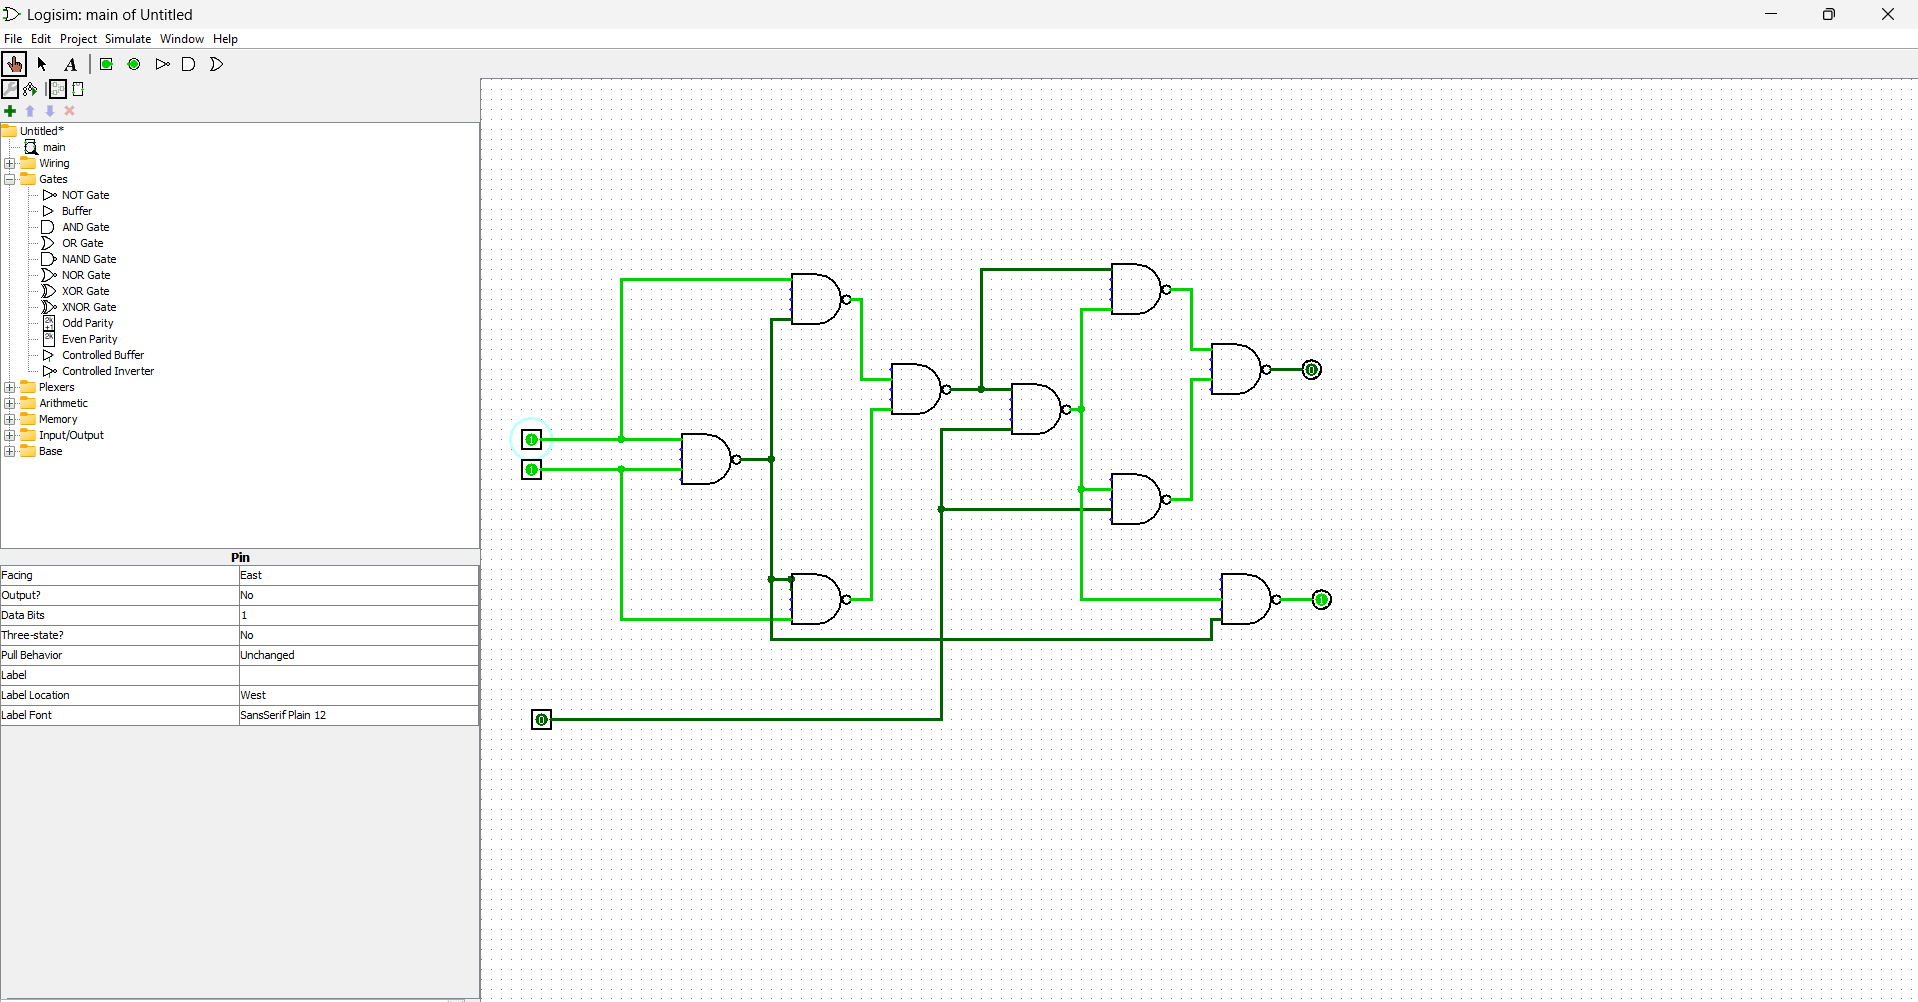 Logisim: main of Untitled
File Edit Project Simulate Window Help
A
Untitled*
main
Wiring
Gates
NOT Gate
Buffer
AND Gate
OR Gate
NAND Gate
NOR Gate
XOR Gate
XNOR Gate
2k+1 Odd Parity
2k Even Parity
Controlled Buffer
Controlled Inverter
Plexers
Arithmetic
Memory
Input/Output
Base
Pin
Facing East
Output? No
Data Bits 1
Three-state? No
Pull Behavior Unchanged
Label
Label Location West
Label Font SansSerif Plain 12
0
1
1
1
0